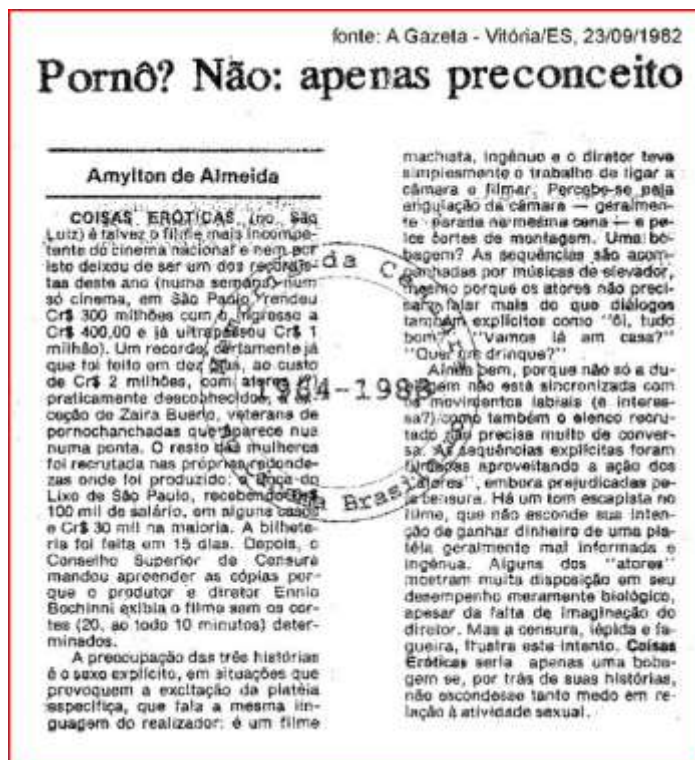 fonte: A Gazeta - Vitória/ES, 23/09/1982
Pornô? Não: apenas preconceito
Amylton de Almeida
COISAS ERÓTICAS (no São
Luiz) é talvez o filme mais incompe-
tente do cinema nacional e nem por
isto deixou de ser um dos recordis-
tas deste ano (numa semana, num
só cinema, em São Paulo, rendeu
Cr$ 300 milhões com o ingresso a
Cr$ 400,00 e já ultrapassou Cr$ 1
milhão). Um recorde, certamente já
que foi feito em dez dias, ao custo
de Cr$ 2 milhões, com atores
praticamente desconhecidos, à
ceção de Zaira Bueno, veterana de
pornochanchadas que aparece nua
numa ponta. O resto das mulheres
foi recrutada nas próprias redonde-
zas onde foi produzido: a Boca do
Lixo de São Paulo, recebendo Cr$
100 mil de salário, em alguns casos
e Cr$ 30 mil na maioria. A bilhete-
ria foi feita em 15 dias. Depois, o
Conselho Superior de Censura
mandou apreender as cópias por-
que o produtor e diretor Ennio
Bochinni exibia o filme sem os cor-
tes (20, ao todo 10 minutos) deter-
minados.
A preocupação das três histórias
é o sexo explícito, em situações que
provoquem a excitação da platéia
específica, que fala a mesma lin-
guagem do realizador: é um filme
machista, ingênuo e o diretor teve
simplesmente o trabalho de ligar a
câmara e filmar. Percebe-se pela
angulação da câmara — geralmen-
te parada na mesma cena — e pe-
los cortes de montagem. Uma bo-
bagem? As sequências são acom-
panhadas por músicas de elevador,
mesmo porque os atores não preci-
sam falar mais do que diálogos
também explícitos como "ôi, tudo
bom?" "Vamos lá em casa?"
"Quer um drinque?"
Ainda bem, porque não só a du-
blagem não está sincronizada com
os movimentos labiais (e interes-
sa?) como também o elenco recru-
tado não precisa muito de conver-
sa. As sequências explícitas foram
aproveitando a ação dos
"atores", embora prejudicadas pe-
la censura. Há um tom escapista no
filme, que não esconde sua inten-
ção de ganhar dinheiro de uma pla-
téia geralmente mal informada e
ingênua. Alguns dos "atores"
mostram muita disposição em seu
desempenho meramente biológico,
apesar da falta de imaginação do
diretor. Mas a censura, lépida e fa-
gueira, frustra este intento. Coisas
Eróticas seria apenas uma boba-
gem se, por trás de suas histórias,
não escondesse tanto medo em re-
lação à atividade sexual.
da
1964-1988
Brasi